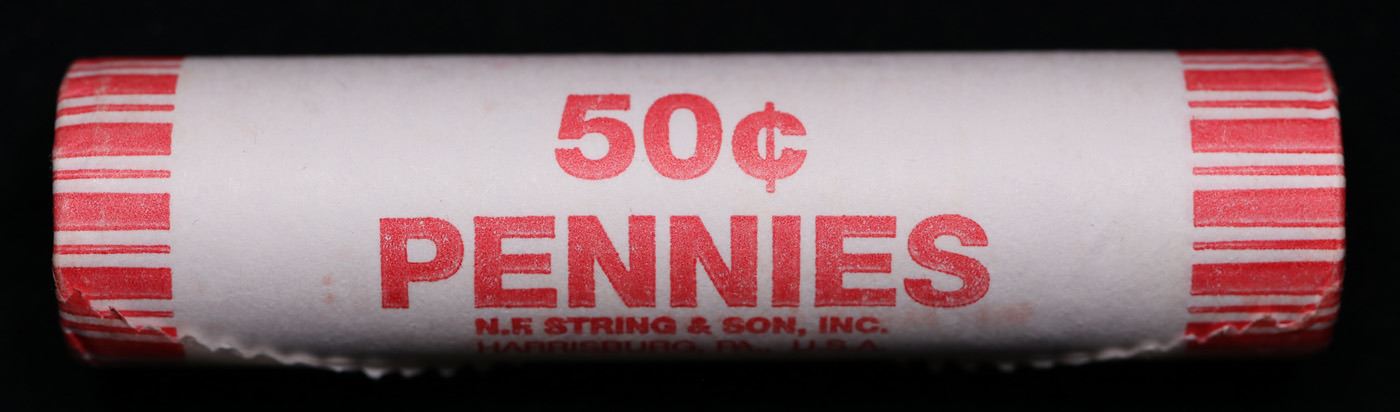 50¢
PENNIES
N.F. STRING & SON, INC.
HARRISBURG, PA., U.S.A.